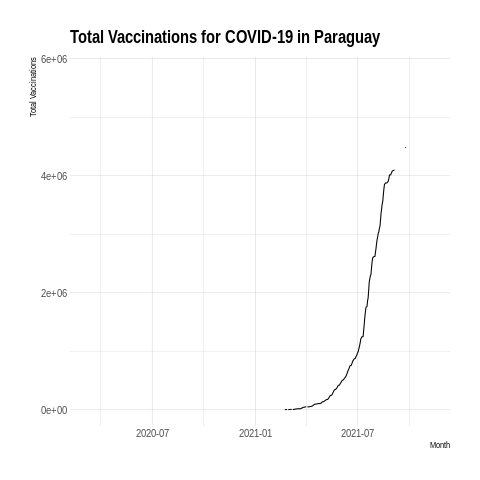 Total Vaccinations for COVID-19 in Paraguay
Total Vaccinations
6e+06
4e+06
2e+06
0e+00
2020-07 2021-01 2021-07
Month